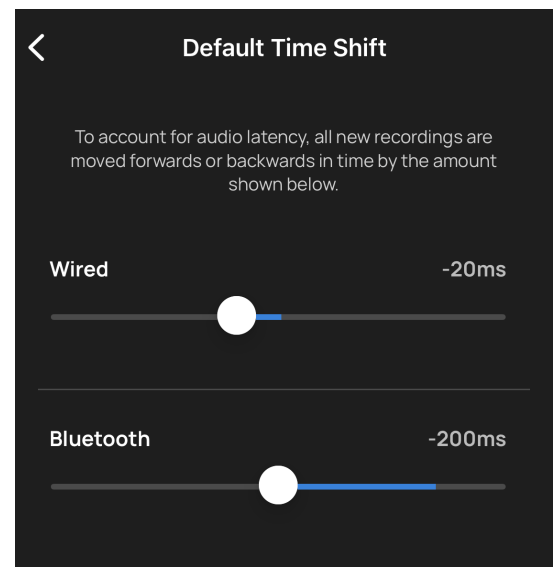 Default Time Shift
To account for audio latency, all new recordings are
moved forwards or backwards in time by the amount
shown below.
Wired -20ms
Bluetooth -200ms